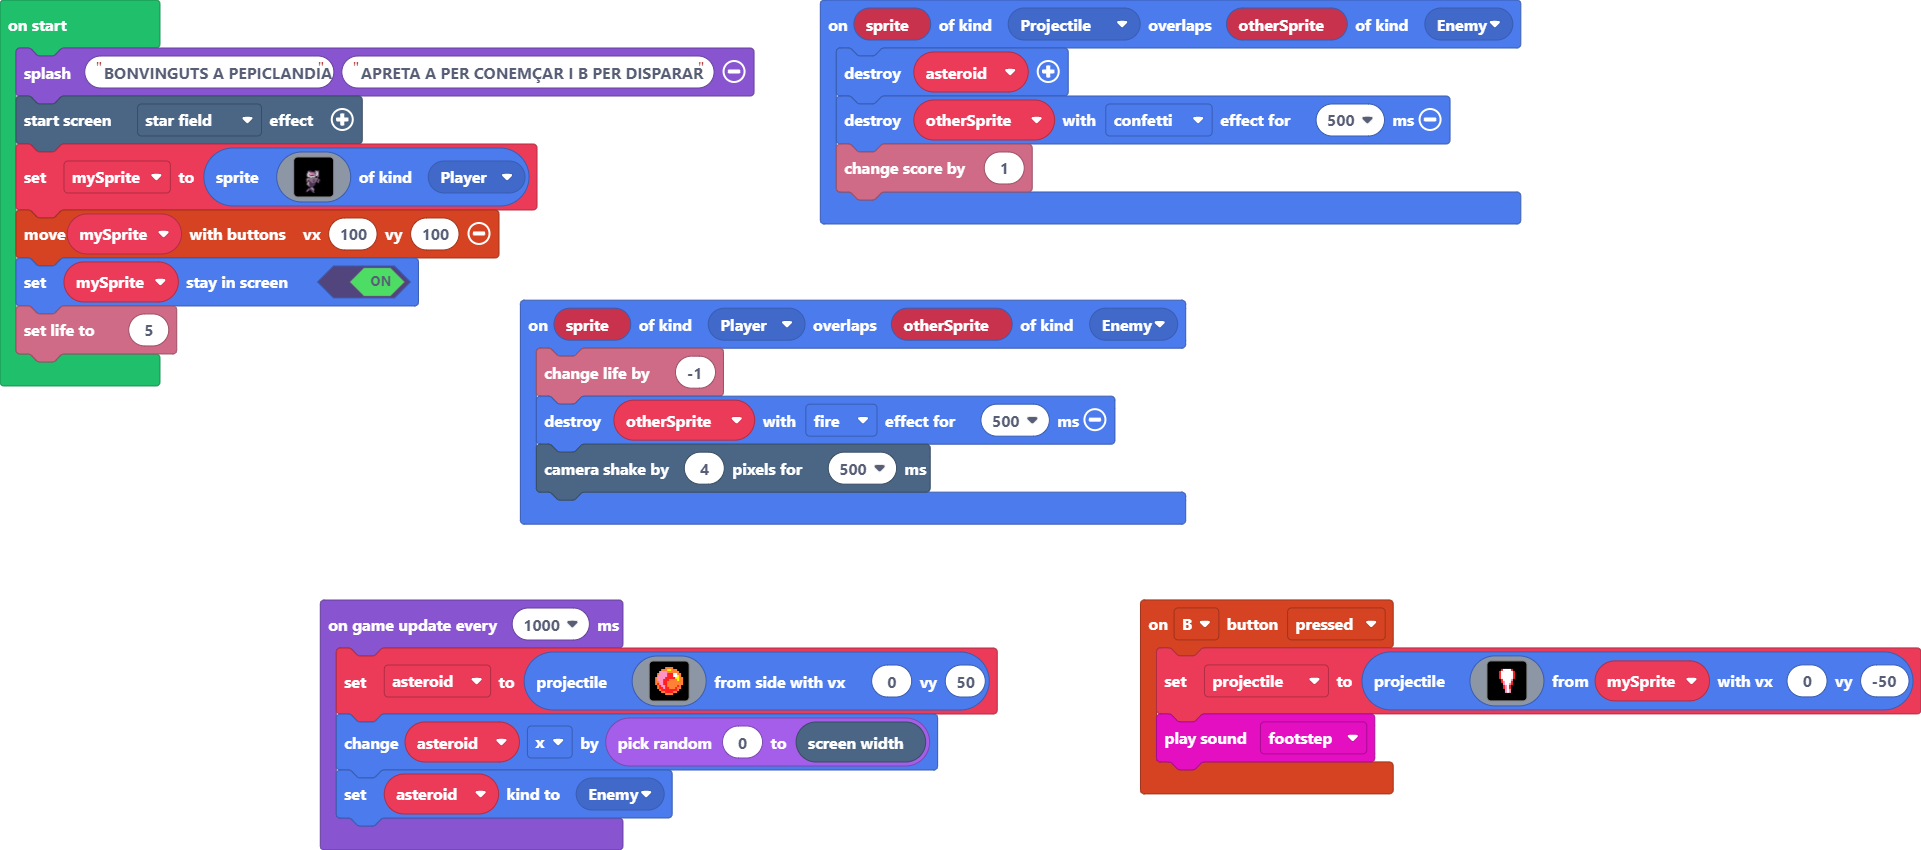 on start
splash "BONVINGUTS A PEPICLANDIA" "APRETA A PER CONEMÇAR I B PER DISPARAR"
start screen star field effect
set mySprite to sprite of kind Player
move mySprite with buttons vx 100 vy 100
set mySprite stay in screen ON
set life to 5
on sprite of kind Projectile overlaps otherSprite of kind Enemy
destroy asteroid
destroy otherSprite with confetti effect for 500 ms
change score by 1
on sprite of kind Player overlaps otherSprite of kind Enemy
change life by -1
destroy otherSprite with fire effect for 500 ms
camera shake by 4 pixels for 500 ms
on game update every 1000 ms
set asteroid to projectile from side with vx 0 vy 50
change asteroid x by pick random 0 to screen width
set asteroid kind to Enemy
on B button pressed
set projectile to projectile from mySprite with vx 0 vy -50
play sound footstep